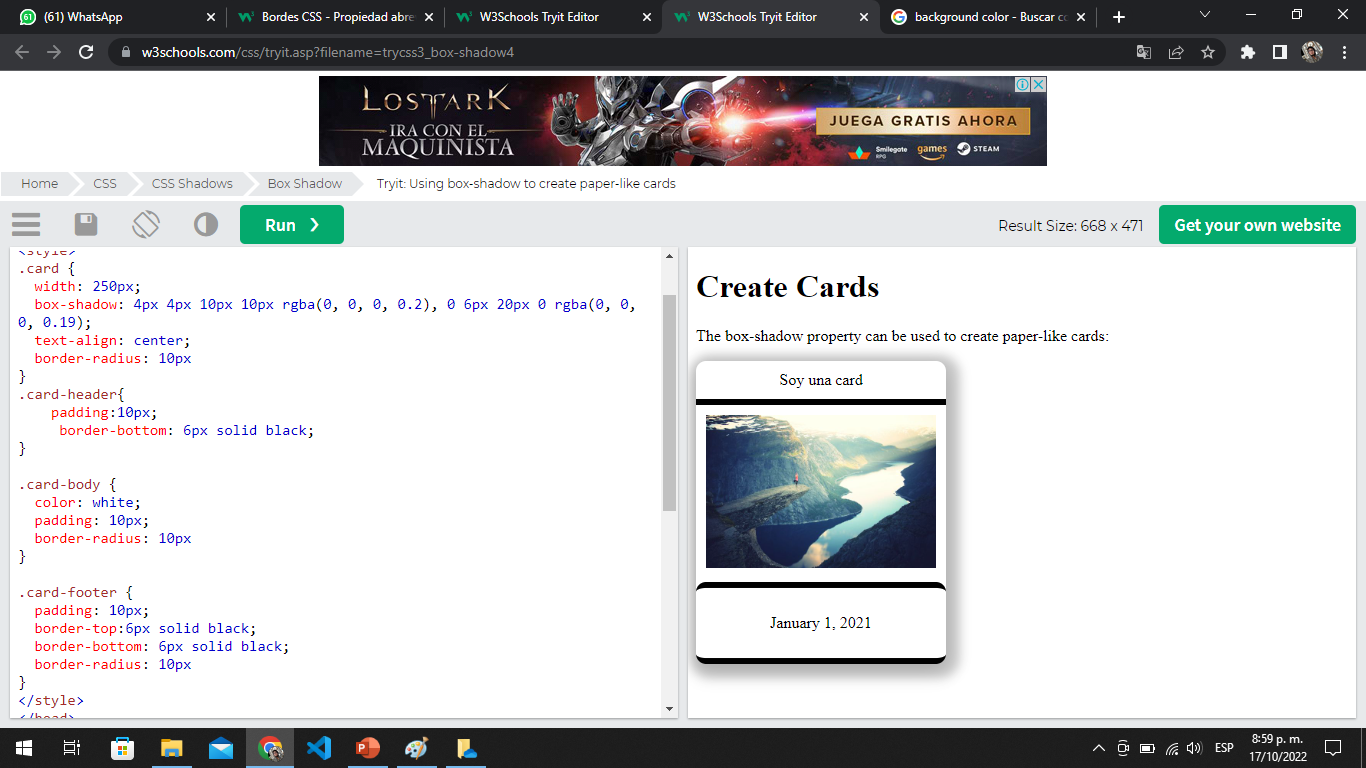 61
(61) WhatsApp
Bordes CSS - Propiedad abre
W3Schools Tryit Editor
W3Schools Tryit Editor
background color - Buscar co
w3schools.com/css/tryit.asp?filename=trycss3_box-shadow4
LOST ARK
IRA CON EL
MAQUINISTA
JUEGA GRATIS AHORA
Smilegate
RPG
games
STEAM
Home
CSS
CSS Shadows
Box Shadow
Tryit: Using box-shadow to create paper-like cards
Run ❯
Result Size: 668 x 471
Get your own website
<style>
.card {
  width: 250px;
  box-shadow: 4px 4px 10px 10px rgba(0, 0, 0, 0.2), 0 6px 20px 0 rgba(0, 0,
0, 0.19);
  text-align: center;
  border-radius: 10px
}
.card-header{
    padding:10px;
     border-bottom: 6px solid black;
}
.card-body {
  color: white;
  padding: 10px;
  border-radius: 10px
}
.card-footer {
  padding: 10px;
  border-top:6px solid black;
  border-bottom: 6px solid black;
  border-radius: 10px
}
</style>
</head>
Create Cards
The box-shadow property can be used to create paper-like cards:
Soy una card
January 1, 2021
ESP
8:59 p. m.
17/10/2022